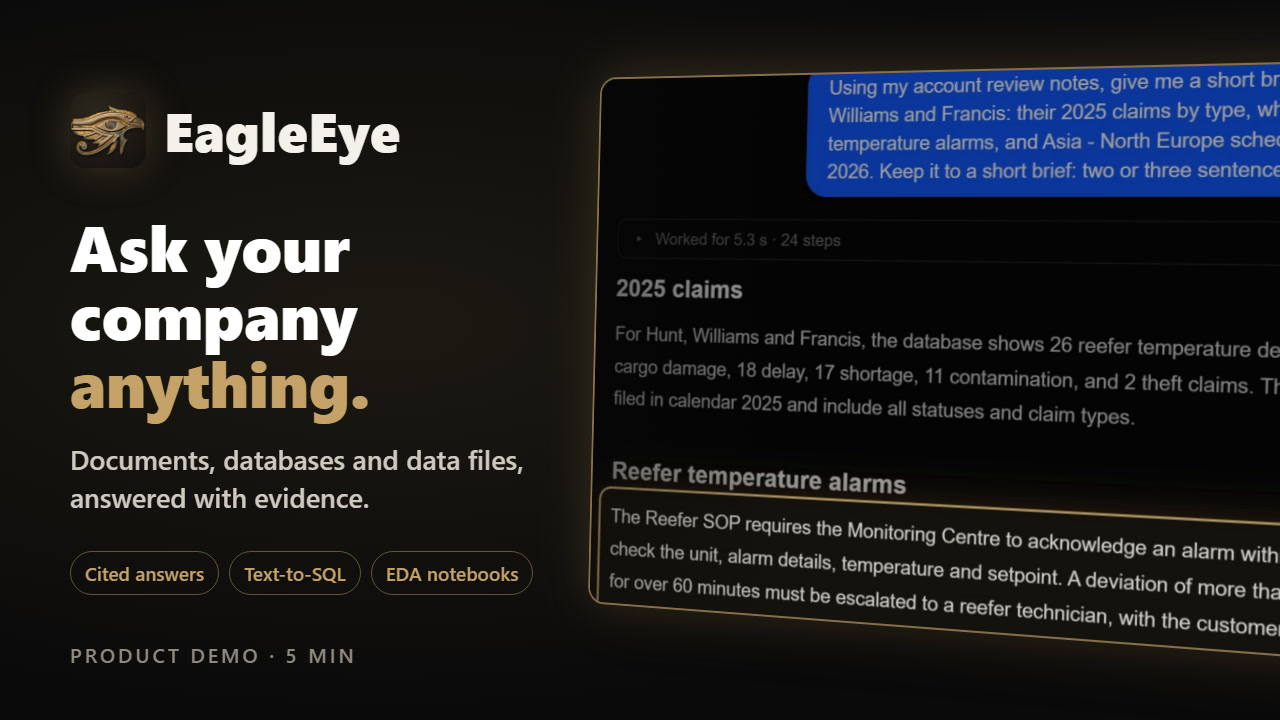 EagleEye
Ask your
company
anything.
Documents, databases and data files,
answered with evidence.
Cited answers
Text-to-SQL
EDA notebooks
PRODUCT DEMO · 5 MIN
Using my account review notes, give me a short
Williams and Francis: their 2025 claims by type,
temperature alarms, and Asia - North Europe
2026. Keep it to a short brief: two or three
Worked for 5.3 s · 24 steps
2025 claims
For Hunt, Williams and Francis, the database shows 26 reefer temperature
cargo damage, 18 delay, 17 shortage, 11 contamination, and 2 theft claims.
filed in calendar 2025 and include all statuses and claim types.
Reefer temperature alarms
The Reefer SOP requires the Monitoring Centre to acknowledge an alarm
check the unit, alarm details, temperature and setpoint. A deviation of more
for over 60 minutes must be escalated to a reefer technician, with the